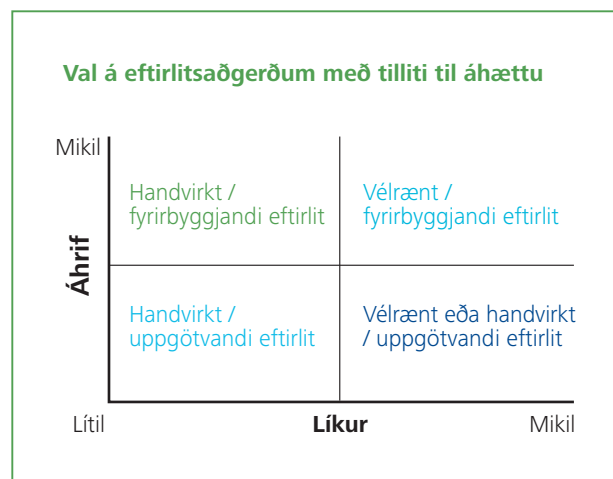 Val á eftirlitsaðgerðum með tilliti til áhættu
Mikil
Handvirkt /
fyrirbyggjandi eftirlit
Vélrænt /
fyrirbyggjandi eftirlit
Áhrif
Handvirkt /
uppgötvandi eftirlit
Vélrænt eða handvirkt
/ uppgötvandi eftirlit
Lítil
Líkur
Mikil